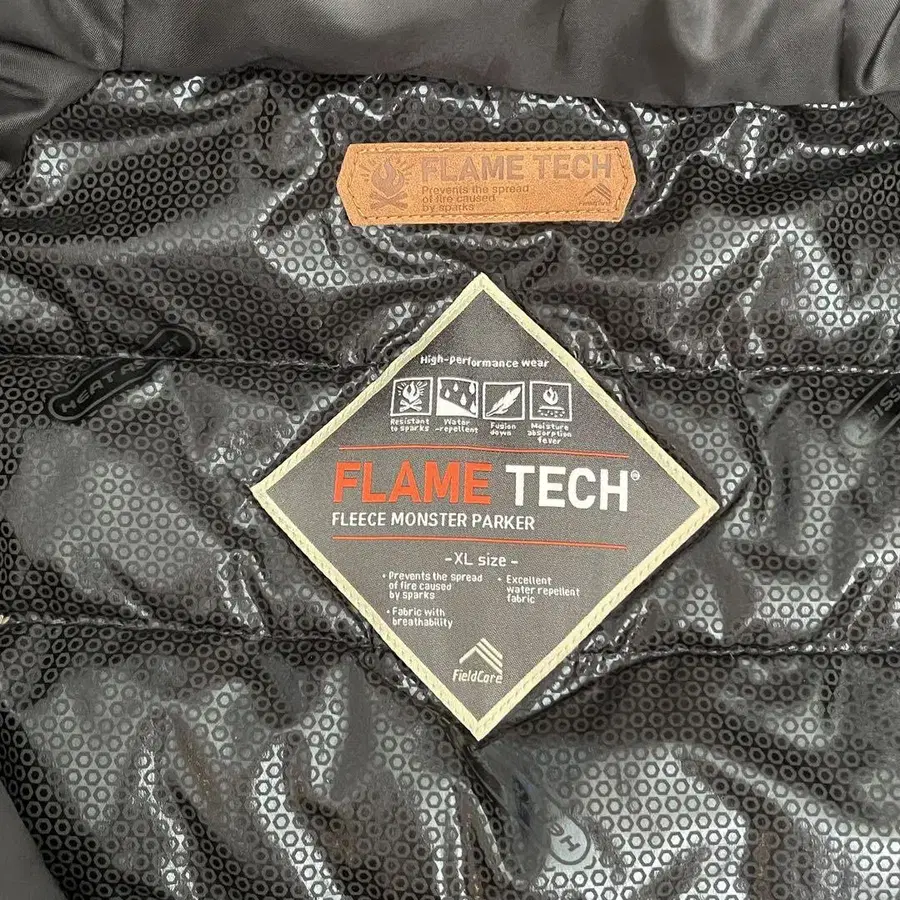 FLAME TECH
Prevents the spread
of fire caused
by sparks
HEAT
High-Performance wear
Resistant
to sparks
Water
-repellent
Fusion
down
Moisture
absorption
fever
FLAME TECH®
FLEECE MONSTER PARKER
-XL size-
• Prevents the spread
of fire caused
by sparks
• Fabric with
breathability
• Excellent
water repellent
fabric
FieldCore